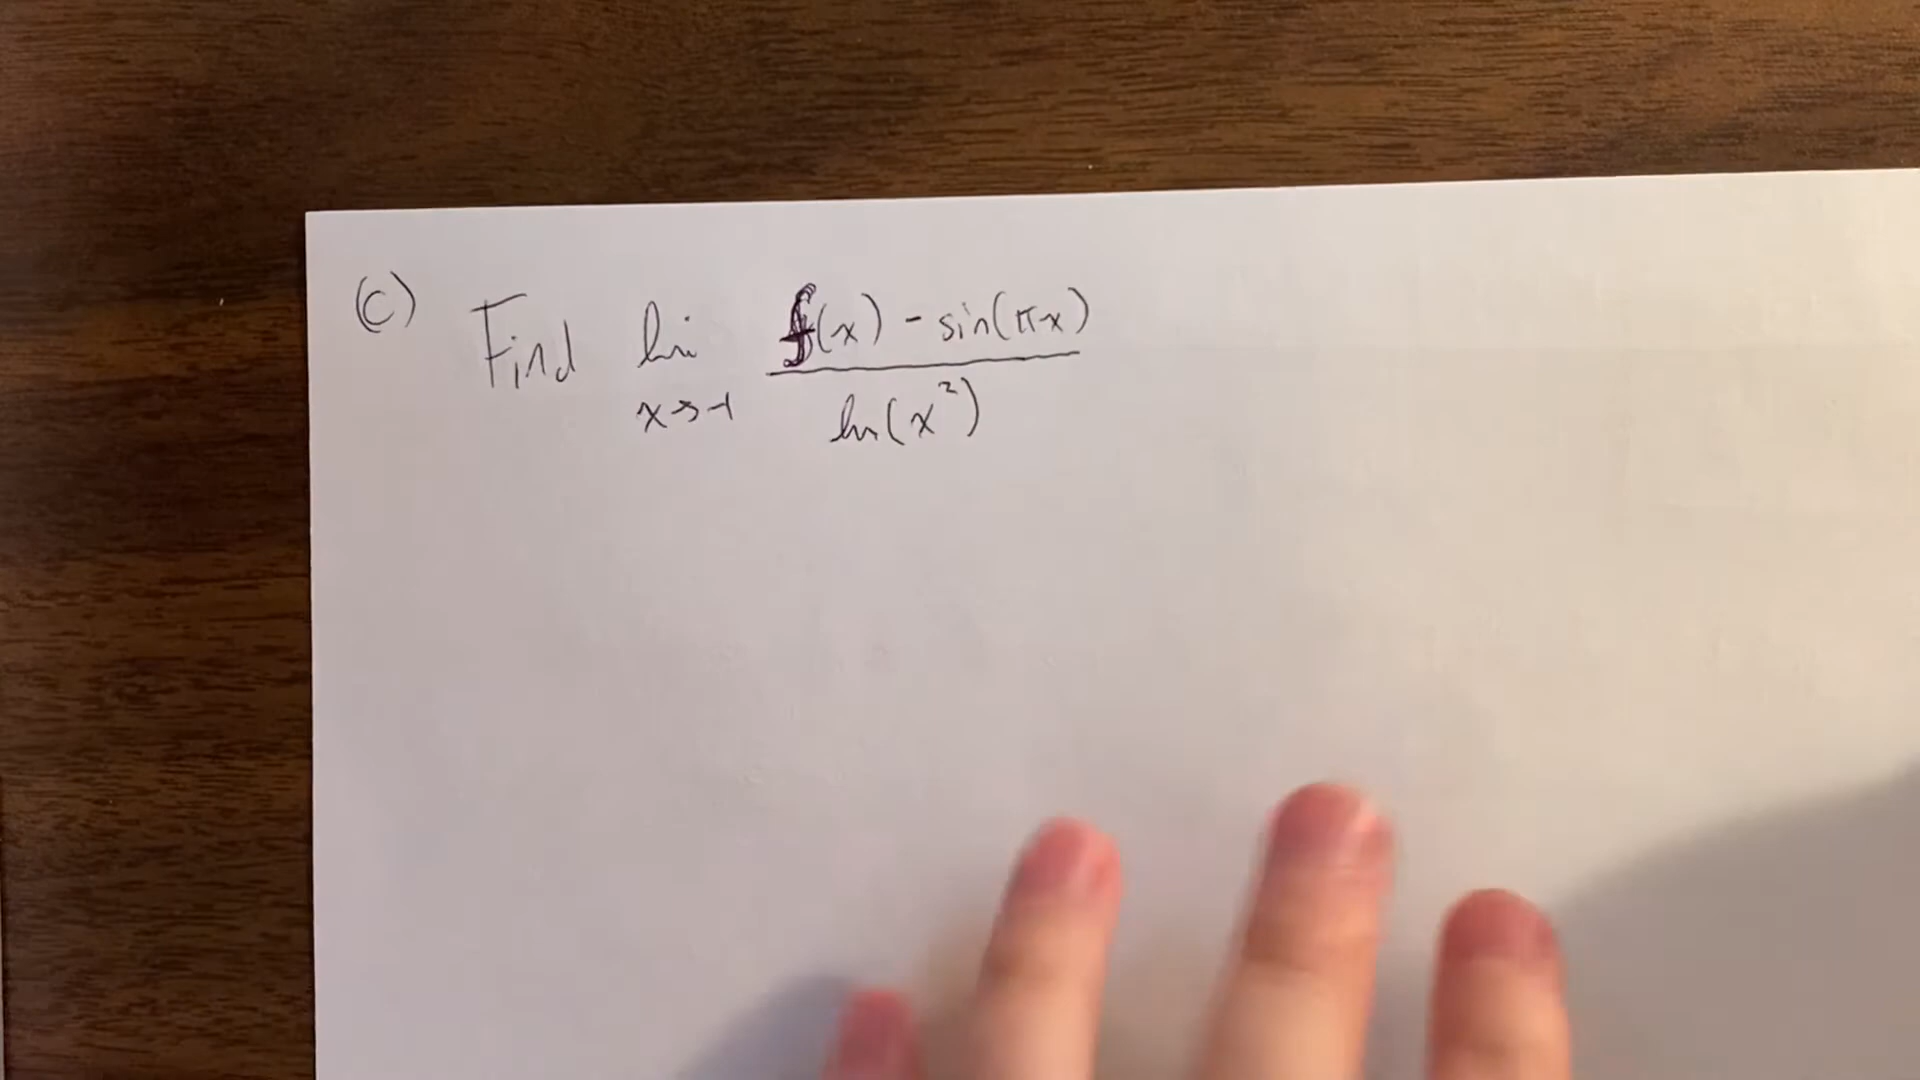 (c) Find lim f(x) - sin(πx)
x→-1 ln(x²)